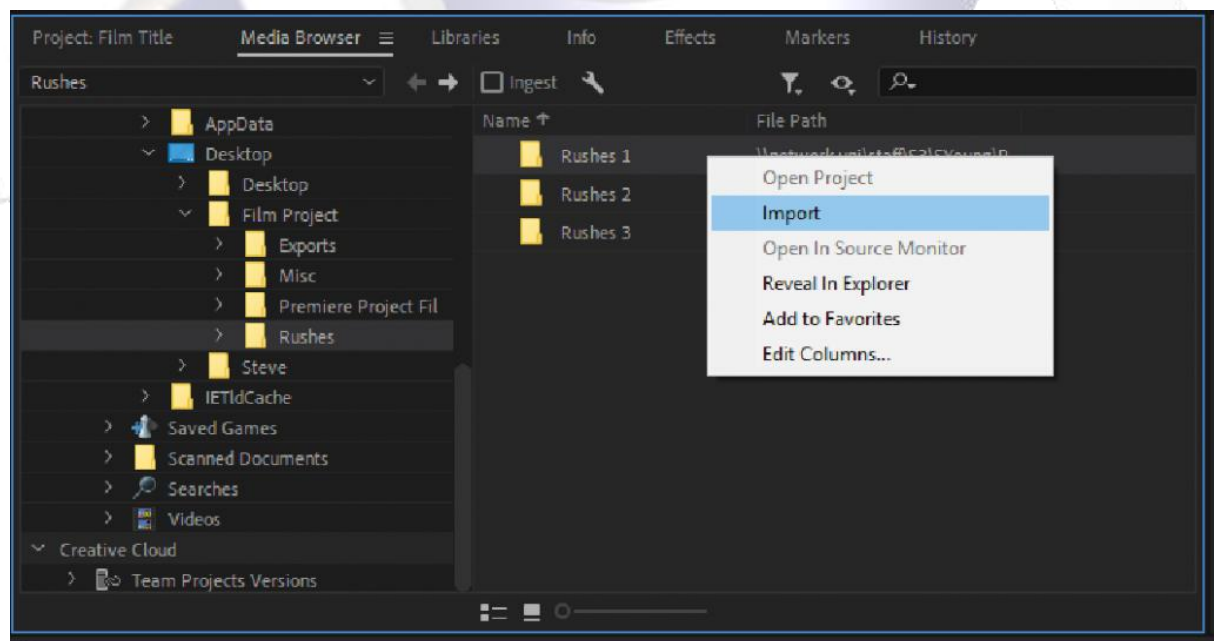 Project: Film Title Media Browser Libraries Info Effects Markers History
Rushes Ingest
Name File Path
AppData
Desktop
Desktop
Film Project
Exports
Misc
Premiere Project Fil
Rushes
Steve
IETldCache
Saved Games
Scanned Documents
Searches
Videos
Creative Cloud
Team Projects Versions
Rushes 1
Rushes 2
Rushes 3
Open Project
Import
Open In Source Monitor
Reveal In Explorer
Add to Favorites
Edit Columns...